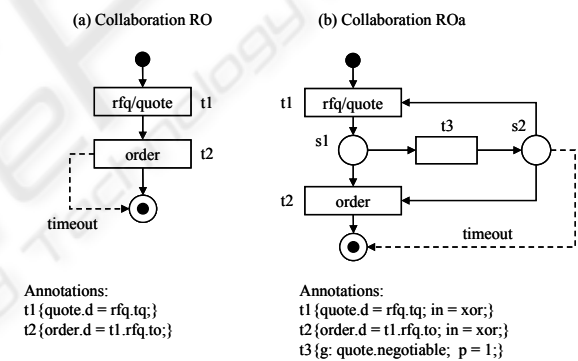 (a) Collaboration RO
(b) Collaboration ROa
rfq/quote
t1
order
t2
timeout
t1
rfq/quote
s1
t3
s2
t2
order
timeout
Annotations:
t1{quote.d = rfq.tq;}
t2{order.d = t1.rfq.to;}
Annotations:
t1{quote.d = rfq.tq; in = xor;}
t2{order.d = t1.rfq.to; in = xor;}
t3{g: quote.negotiable; p = 1;}